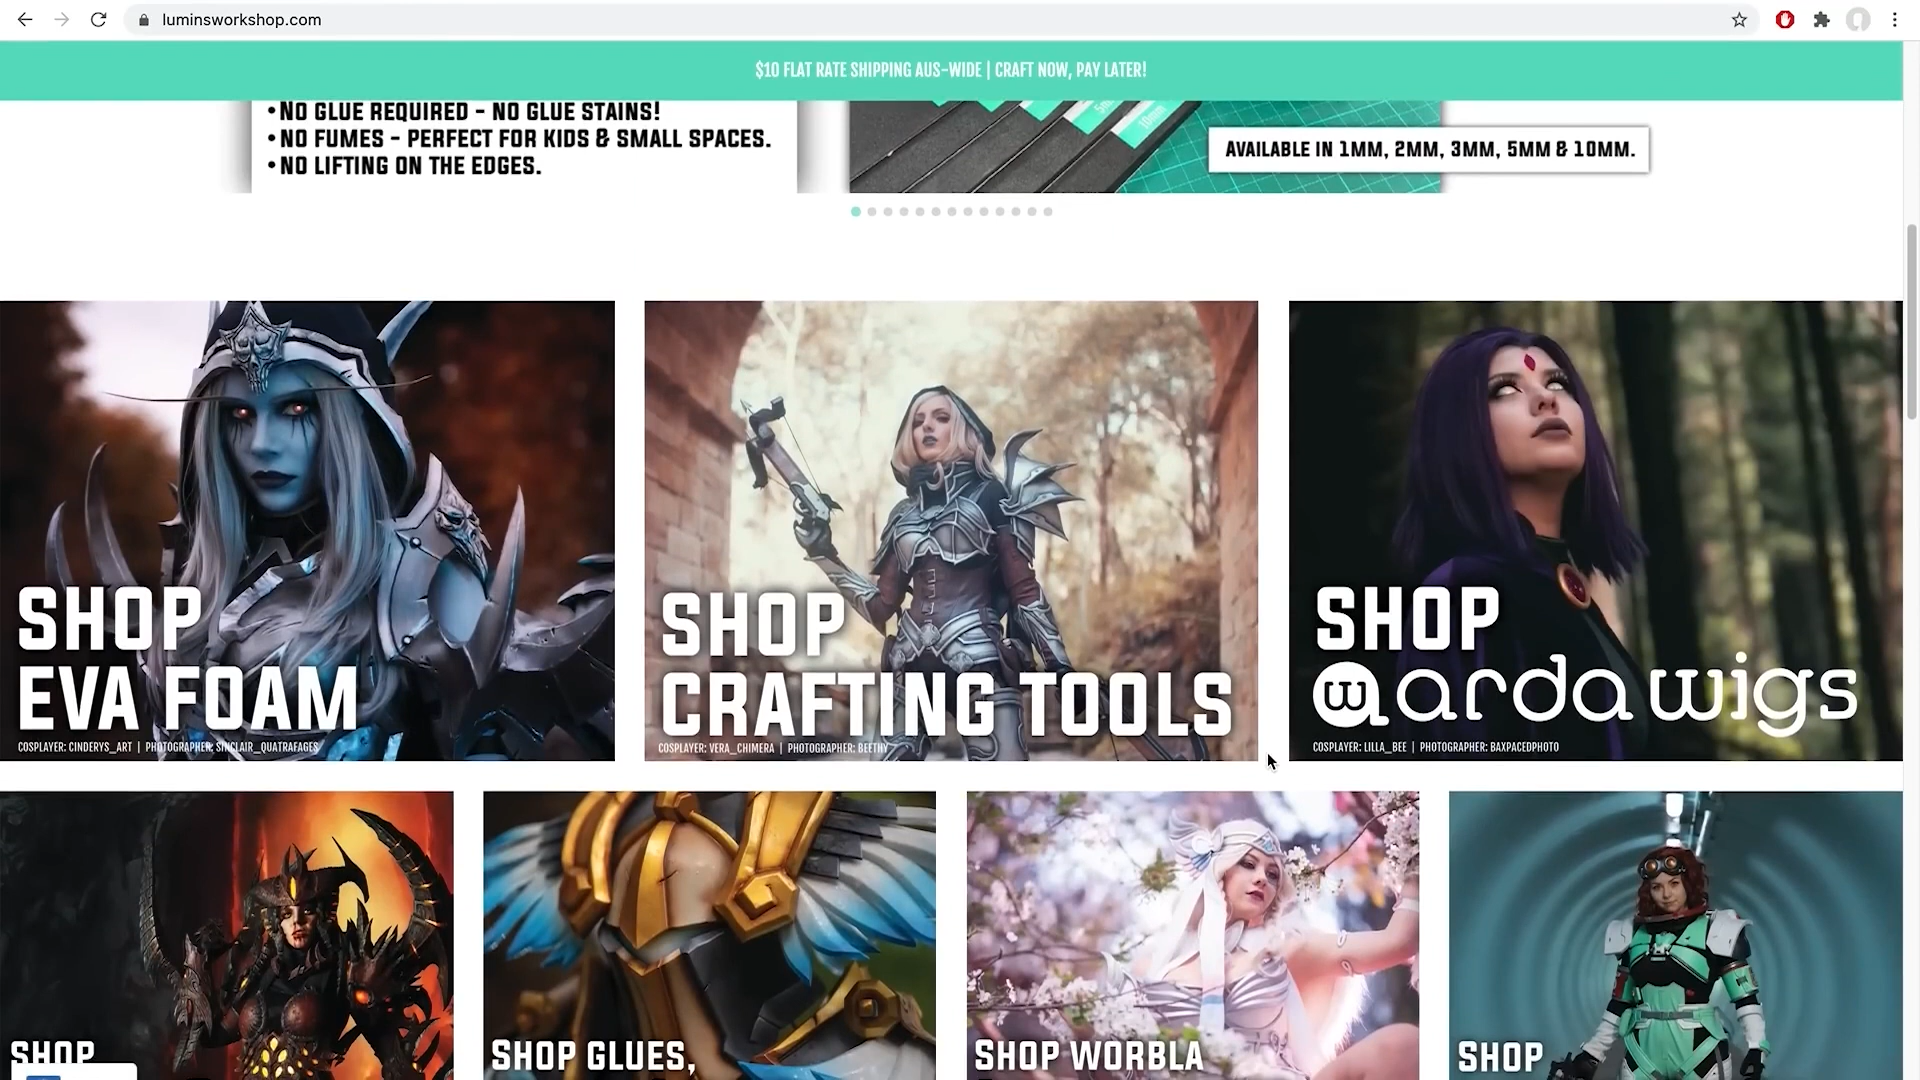 luminsworkshop.com
$10 FLAT RATE SHIPPING AUS-WIDE | CRAFT NOW, PAY LATER!
• NO GLUE REQUIRED - NO GLUE STAINS!
• NO FUMES - PERFECT FOR KIDS & SMALL SPACES.
• NO LIFTING ON THE EDGES.
5m
10mm
AVAILABLE IN 1MM, 2MM, 3MM, 5MM & 10MM.
SHOP
EVA FOAM
COSPLAYER: CINDERYS_ART | PHOTOGRAPHER: SINCLAIR_QUATRAFAGES
SHOP
CRAFTING TOOLS
COSPLAYER: VERA_CHIMERA | PHOTOGRAPHER: BEETHY
SHOP
w arda wigs
COSPLAYER: LILLA_BEE | PHOTOGRAPHER: BAXPACEDPHOTO
SHOP
SHOP GLUES,
SHOP WORBLA
SHOP